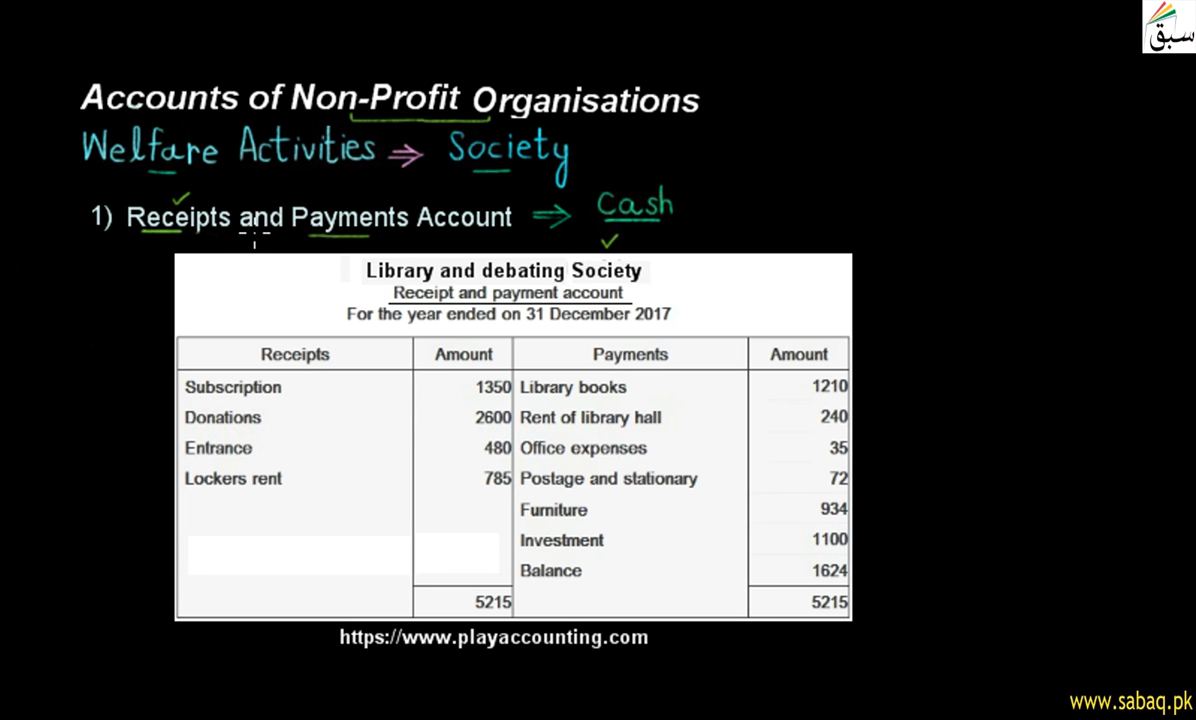 سبق
Accounts of Non-Profit Organisations
Welfare Activities ⇒ Society
1) Receipts and Payments Account ⇒ Cash
Library and debating Society
Receipt and payment account
For the year ended on 31 December 2017
Receipts Amount Payments Amount
Subscription 1350 Library books 1210
Donations 2600 Rent of library hall 240
Entrance 480 Office expenses 35
Lockers rent 785 Postage and stationary 72
Furniture 934
Investment 1100
Balance 1624
5215 5215
https://www.playaccounting.com
www.sabaq.pk